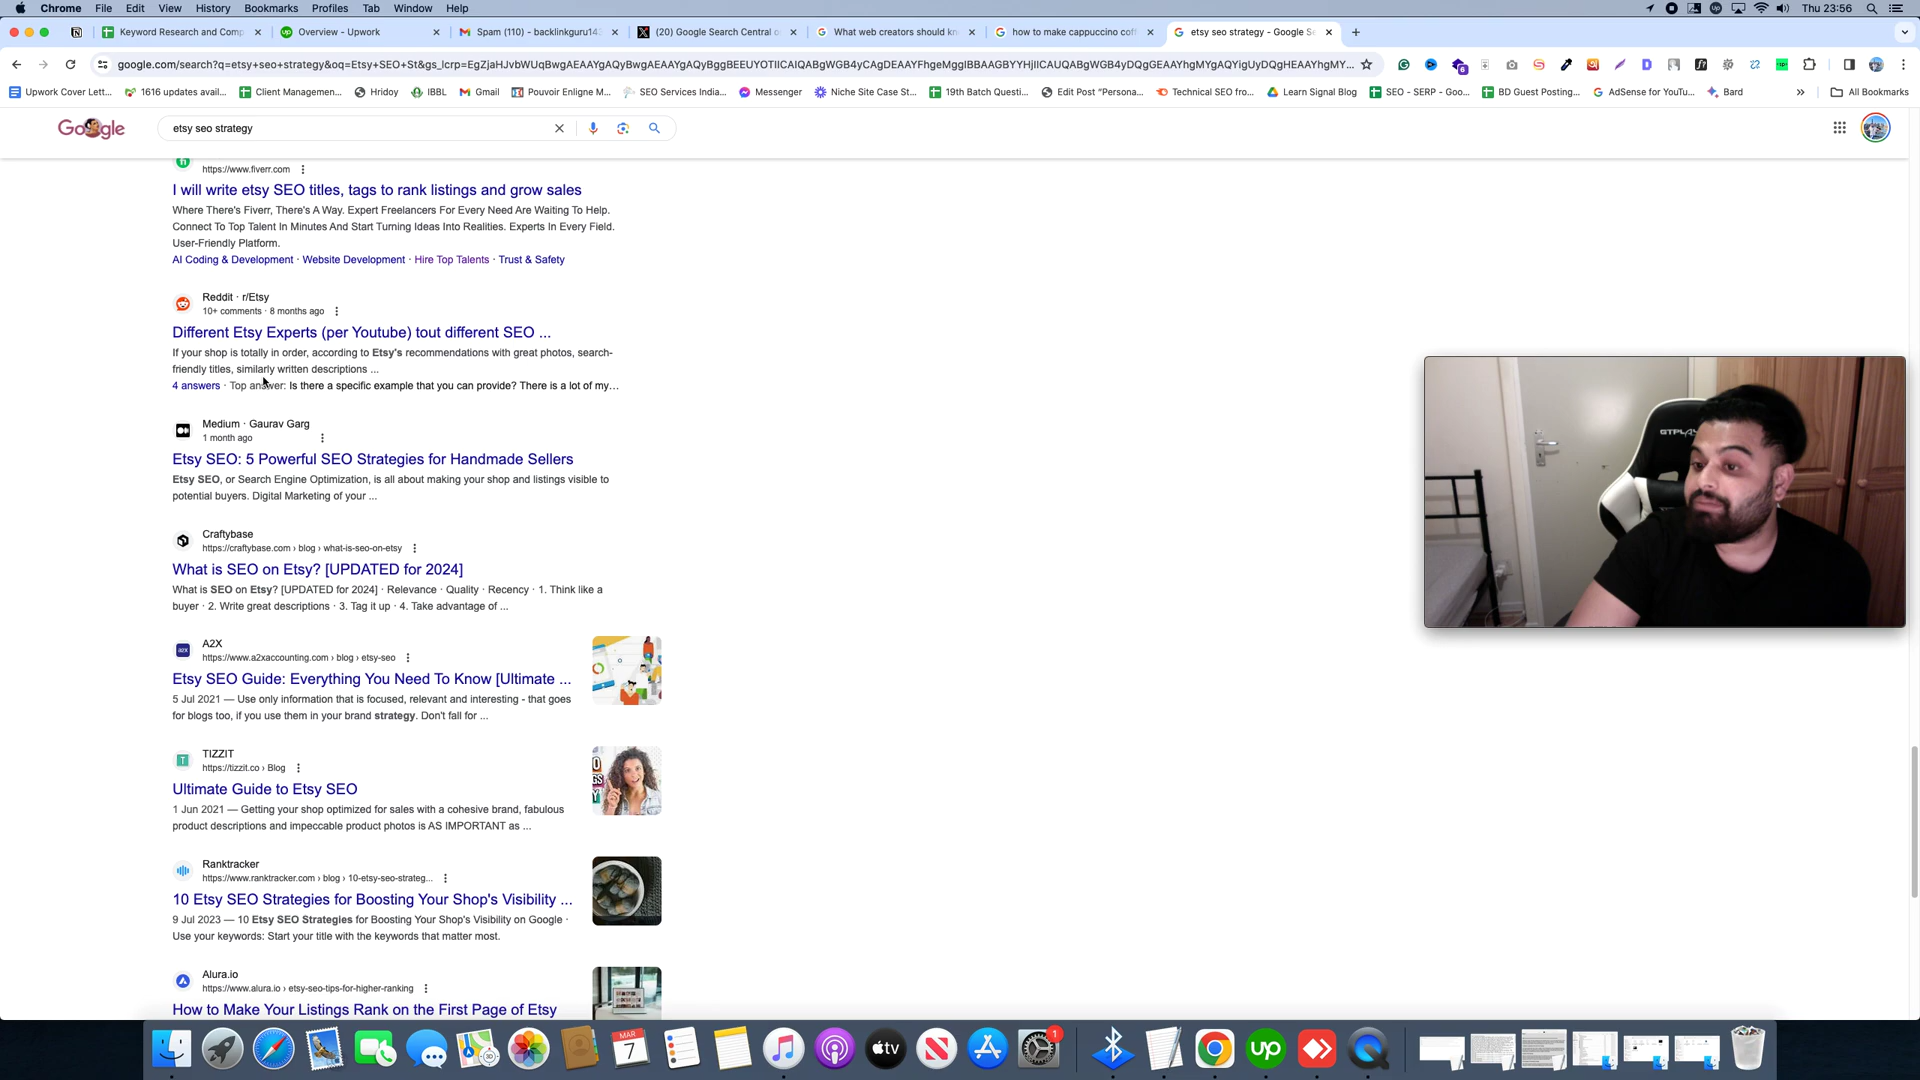 Chrome File Edit View History Bookmarks Profiles Tab Window Help Thu 23:56
Keyword Research and Comp
Overview - Upwork
Spam (110) - backlinkguru143
(20) Google Search Central o
What web creators should kn
how to make cappuccino coff
etsy seo strategy - Google S
google.com/search?q=etsy+seo+strategy&oq=Etsy+SEO+St&gs_lcrp=
Upwork Cover Lett...
1616 updates avail...
Client Managemen...
Hridoy
IBBL
Gmail
Pouvoir Enligne M...
SEO Services India...
Messenger
Niche Site Case St...
19th Batch Questi...
Edit Post “Persona...
Technical SEO fro...
Learn Signal Blog
SEO - SERP - Goo...
BD Guest Posting...
AdSense for YouTu...
Bard
All Bookmarks
etsy seo strategy
https://www.fiverr.com
I will write etsy SEO titles, tags to rank listings and grow sales
Where There's Fiverr, There's A Way. Expert Freelancers For Every Need Are Waiting To Help.
Connect To Top Talent In Minutes And Start Turning Ideas Into Realities. Experts In Every Field.
User-Friendly Platform.
AI Coding & Development · Website Development · Hire Top Talents · Trust & Safety
Reddit · r/Etsy
10+ comments · 8 months ago
Different Etsy Experts (per Youtube) tout different SEO ...
If your shop is totally in order, according to Etsy's recommendations with great photos, search-
friendly titles, similarly written descriptions ...
4 answers · Top answer: Is there a specific example that you can provide? There is a lot of my…
Medium · Gaurav Garg
1 month ago
Etsy SEO: 5 Powerful SEO Strategies for Handmade Sellers
Etsy SEO, or Search Engine Optimization, is all about making your shop and listings visible to
potential buyers. Digital Marketing of your ...
Craftybase
https://craftybase.com › blog › what-is-seo-on-etsy
What is SEO on Etsy? [UPDATED for 2024]
What is SEO on Etsy? [UPDATED for 2024] · Relevance · Quality · Recency · 1. Think like a
buyer · 2. Write great descriptions · 3. Tag it up · 4. Take advantage of ...
A2X
https://www.a2xaccounting.com › blog › etsy-seo
Etsy SEO Guide: Everything You Need To Know [Ultimate ...
5 Jul 2021 — Use only information that is focused, relevant and interesting - that goes
for blogs too, if you use them in your brand strategy. Don't fall for ...
TIZZIT
https://tizzit.co › Blog
Ultimate Guide to Etsy SEO
1 Jun 2021 — Getting your shop optimized for sales with a cohesive brand, fabulous
product descriptions and impeccable product photos is AS IMPORTANT as ...
Ranktracker
https://www.ranktracker.com › blog › 10-etsy-seo-strateg...
10 Etsy SEO Strategies for Boosting Your Shop's Visibility ...
9 Jul 2023 — 10 Etsy SEO Strategies for Boosting Your Shop's Visibility on Google ·
Use your keywords: Start your title with the keywords that matter most.
Alura.io
https://www.alura.io › etsy-seo-tips-for-higher-ranking
How to Make Your Listings Rank on the First Page of Etsy
MAR
7
tv
Up
1